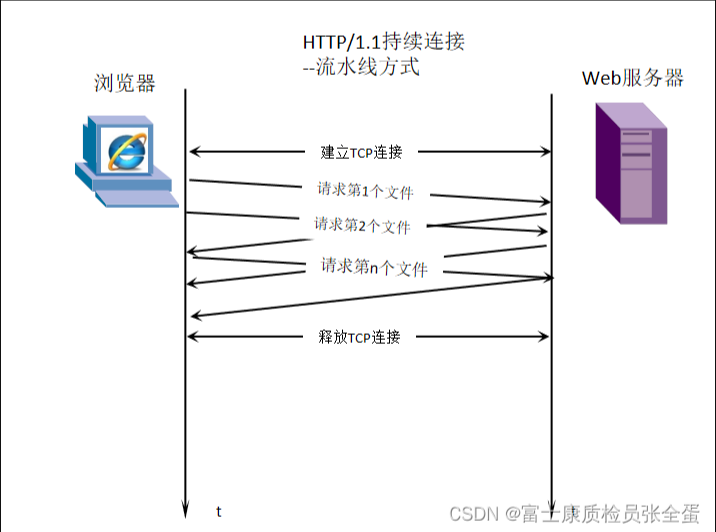 HTTP/1.1持续连接
--流水线方式
浏览器
Web服务器
建立TCP连接
请求第1个文件
请求第2个文件
请求第n个文件
释放TCP连接
t
t
CSDN @富士康质检员张全蛋